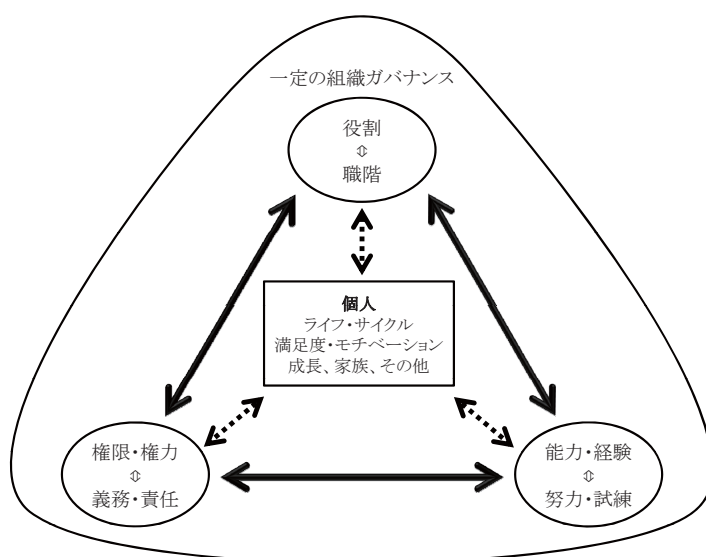 一定の組織ガバナンス
役割
⇕
職階
個人
ライフ・サイクル
満足度・モチベーション
成長、家族、その他
権限・権力
⇕
義務・責任
能力・経験
⇕
努力・試練